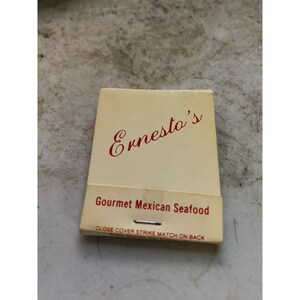 Ernesto's
Gourmet Mexican Seafood
CLOSE COVER STRIKE MATCH ON BACK